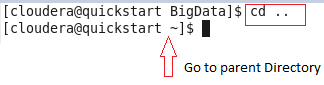 [cloudera@quickstart BigData]$ cd ..
[cloudera@quickstart ~]$
Go to parent Directory